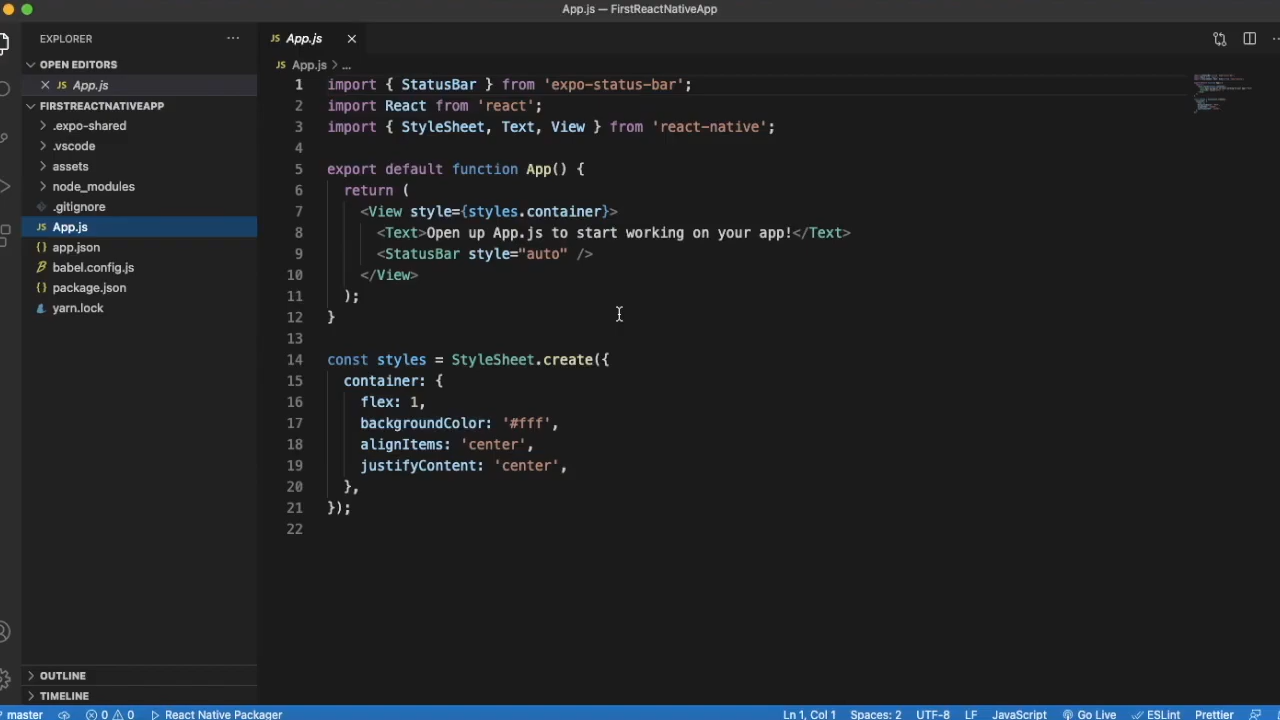 App.js — FirstReactNativeApp
EXPLORER
OPEN EDITORS
JS App.js
FIRSTREACTNATIVEAPP
.expo-shared
.vscode
assets
node_modules
.gitignore
JS App.js
{} app.json
babel.config.js
{} package.json
yarn.lock
OUTLINE
TIMELINE
JS App.js
JS App.js > ...
1 import { StatusBar } from 'expo-status-bar';
2 import React from 'react';
3 import { StyleSheet, Text, View } from 'react-native';
4
5 export default function App() {
6   return (
7     <View style={styles.container}>
8       <Text>Open up App.js to start working on your app!</Text>
9       <StatusBar style="auto" />
10     </View>
11   );
12 }
13
14 const styles = StyleSheet.create({
15   container: {
16     flex: 1,
17     backgroundColor: '#fff',
18     alignItems: 'center',
19     justifyContent: 'center',
20   },
21 });
22
master 0 0 React Native Packager Ln 1, Col 1 Spaces: 2 UTF-8 LF JavaScript Go Live ESLint Prettier